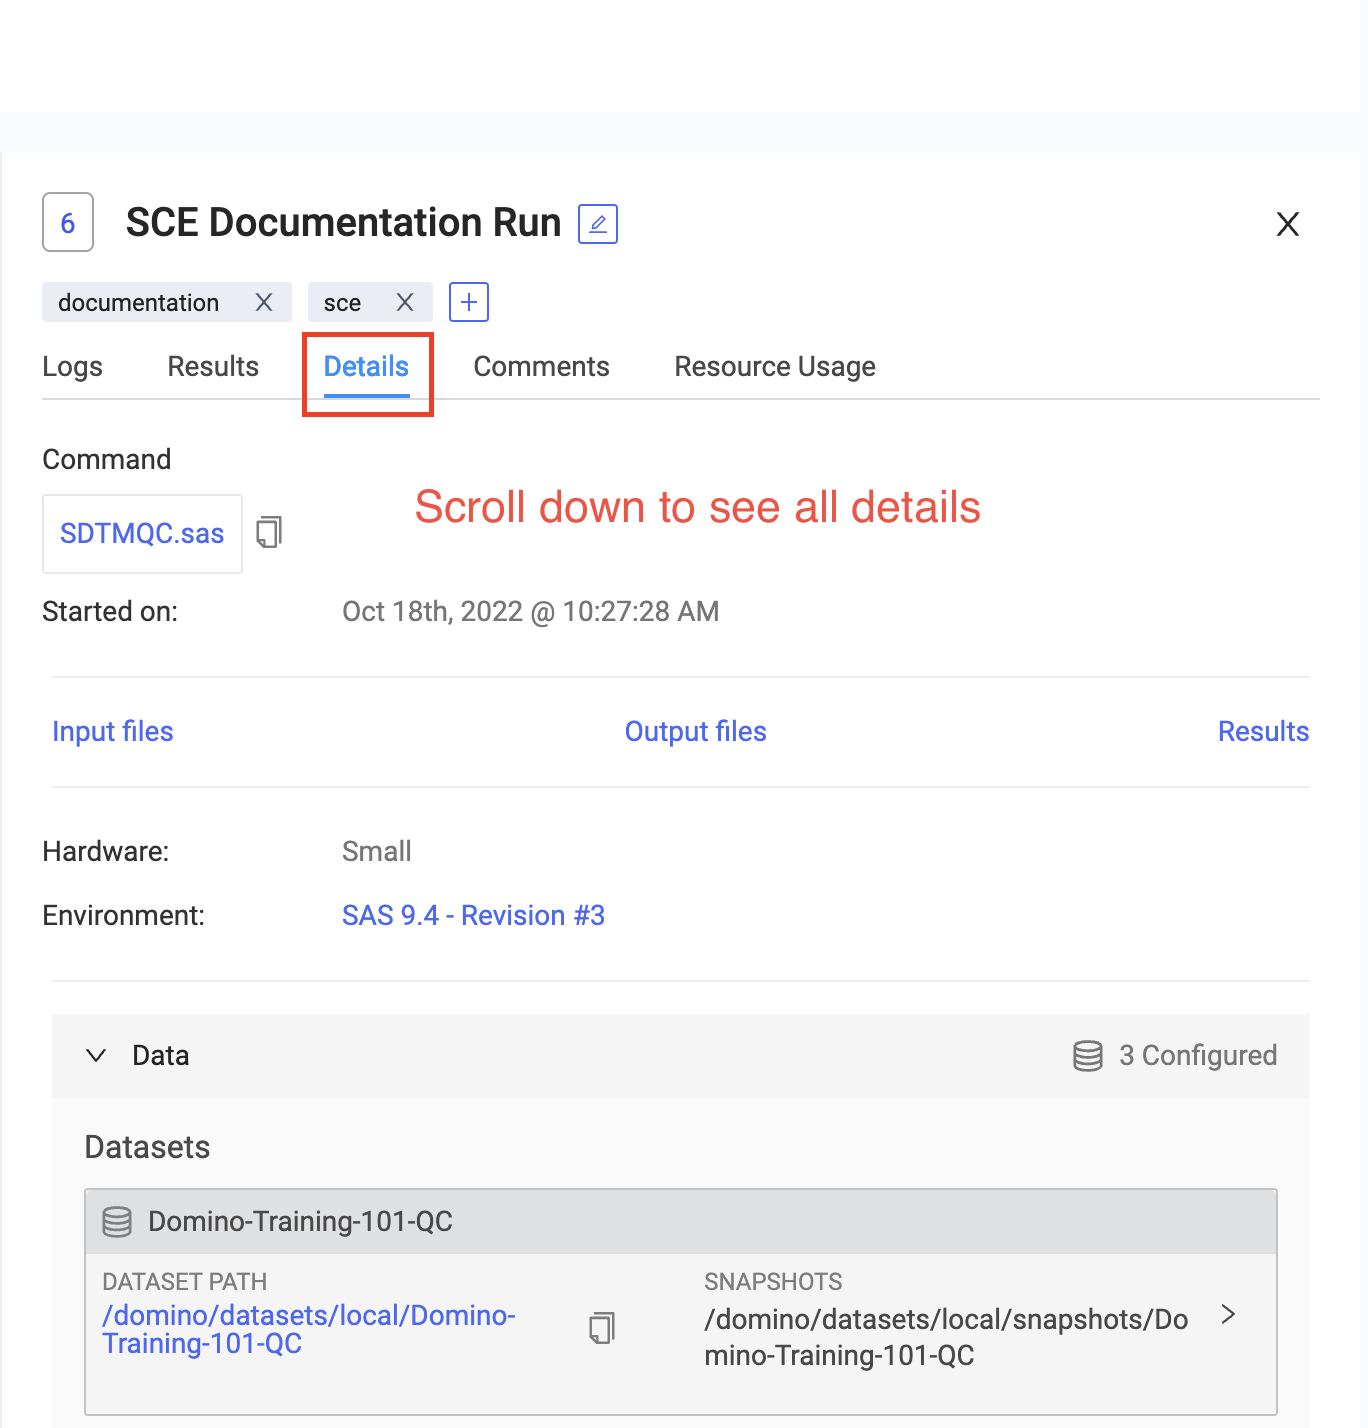 6 SCE Documentation Run X
documentation X sce X +
Logs Results Details Comments Resource Usage
Command
Scroll down to see all details
SDTMQC.sas
Started on: Oct 18th, 2022 @ 10:27:28 AM
Input files Output files Results
Hardware: Small
Environment: SAS 9.4 - Revision #3
Data 3 Configured
Datasets
Domino-Training-101-QC
DATASET PATH SNAPSHOTS
/domino/datasets/local/Domino- /domino/datasets/local/snapshots/Do
Training-101-QC mino-Training-101-QC